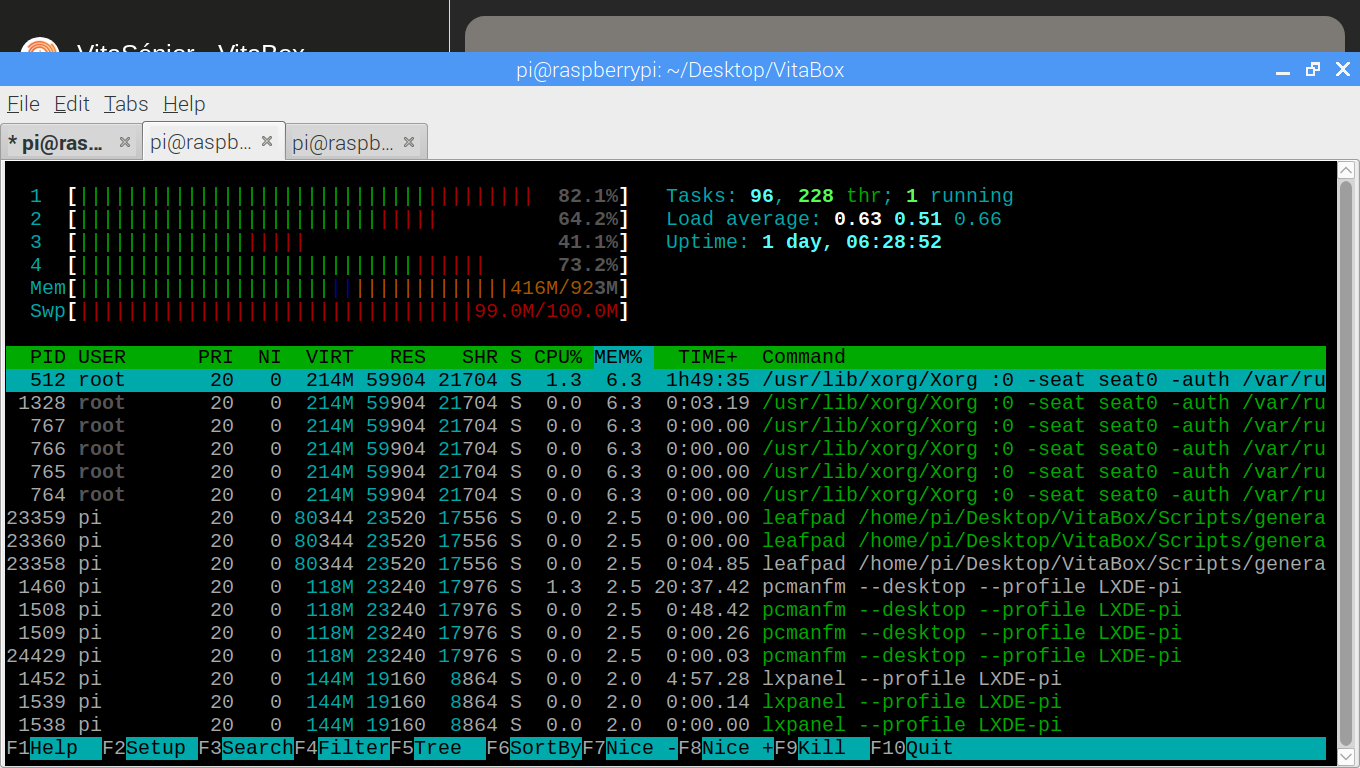 VitaSénior - VitaBox
pi@raspberrypi: ~/Desktop/VitaBox
File Edit Tabs Help
* pi@ras... pi@raspb... pi@raspb...
1 [||||||||||||||||||||||||||||||||||||||  82.1%] Tasks: 96, 228 thr; 1 running
2 [||||||||||||||||||||||||||||||  64.2%] Load average: 0.63 0.51 0.66
3 [|||||||||||||||||||  41.1%] Uptime: 1 day, 06:28:52
4 [||||||||||||||||||||||||||||||||||  73.2%]
Mem[||||||||||||||||||||||||||||||||||||416M/923M]
Swp[|||||||||||||||||||||||||||||||||99.0M/100.0M]
PID USER PRI NI VIRT RES SHR S CPU% MEM% TIME+ Command
512 root 20 0 214M 59904 21704 S 1.3 6.3 1h49:35 /usr/lib/xorg/Xorg :0 -seat seat0 -auth /var/ru
1328 root 20 0 214M 59904 21704 S 0.0 6.3 0:03.19 /usr/lib/xorg/Xorg :0 -seat seat0 -auth /var/ru
767 root 20 0 214M 59904 21704 S 0.0 6.3 0:00.00 /usr/lib/xorg/Xorg :0 -seat seat0 -auth /var/ru
766 root 20 0 214M 59904 21704 S 0.0 6.3 0:00.00 /usr/lib/xorg/Xorg :0 -seat seat0 -auth /var/ru
765 root 20 0 214M 59904 21704 S 0.0 6.3 0:00.00 /usr/lib/xorg/Xorg :0 -seat seat0 -auth /var/ru
764 root 20 0 214M 59904 21704 S 0.0 6.3 0:00.00 /usr/lib/xorg/Xorg :0 -seat seat0 -auth /var/ru
23359 pi 20 0 80344 23520 17556 S 0.0 2.5 0:00.00 leafpad /home/pi/Desktop/VitaBox/Scripts/genera
23360 pi 20 0 80344 23520 17556 S 0.0 2.5 0:00.00 leafpad /home/pi/Desktop/VitaBox/Scripts/genera
23358 pi 20 0 80344 23520 17556 S 0.0 2.5 0:04.85 leafpad /home/pi/Desktop/VitaBox/Scripts/genera
1460 pi 20 0 118M 23240 17976 S 1.3 2.5 20:37.42 pcmanfm --desktop --profile LXDE-pi
1508 pi 20 0 118M 23240 17976 S 0.0 2.5 0:48.42 pcmanfm --desktop --profile LXDE-pi
1509 pi 20 0 118M 23240 17976 S 0.0 2.5 0:00.26 pcmanfm --desktop --profile LXDE-pi
24429 pi 20 0 118M 23240 17976 S 0.0 2.5 0:00.03 pcmanfm --desktop --profile LXDE-pi
1452 pi 20 0 144M 19160 8864 S 0.0 2.0 4:57.28 lxpanel --profile LXDE-pi
1539 pi 20 0 144M 19160 8864 S 0.0 2.0 0:00.14 lxpanel --profile LXDE-pi
1538 pi 20 0 144M 19160 8864 S 0.0 2.0 0:00.00 lxpanel --profile LXDE-pi
F1Help F2Setup F3SearchF4FilterF5Tree F6SortByF7Nice -F8Nice +F9Kill F10Quit